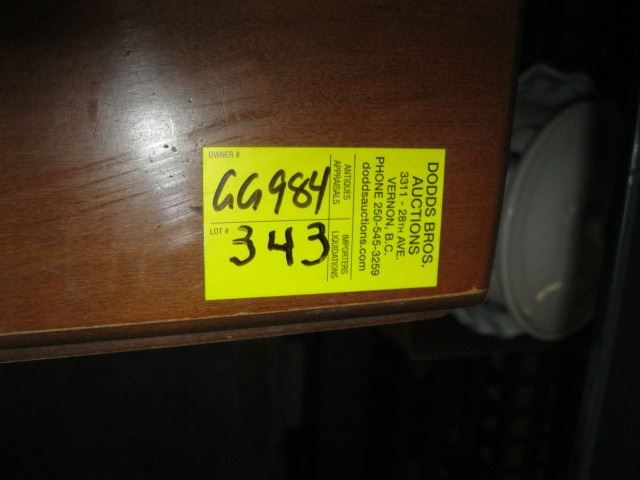 OWNER #
GG984
LOT #
343
ANTIQUES
APPRAISALS
IMPORTERS
LIQUIDATIONS
DODDS BROS.
AUCTIONS
3311 - 28TH AVE.
VERNON, B.C.
PHONE 250-545-3259
doddsauctions.com